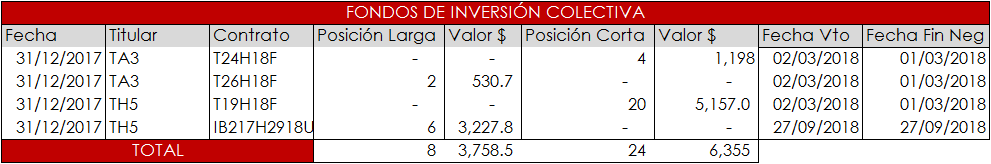 FONDOS DE INVERSIÓN COLECTIVA
Fecha Titular Contrato Posición Larga Valor $ Posición Corta Valor $ Fecha Vto Fecha Fin Neg
31/12/2017 TA3 T24H18F - - 4 1,198 02/03/2018 01/03/2018
31/12/2017 TA3 T26H18F 2 530.7 - - 02/03/2018 01/03/2018
31/12/2017 TH5 T19H18F - - 20 5,157.0 02/03/2018 01/03/2018
31/12/2017 TH5 IB217H2918U 6 3,227.8 - - 27/09/2018 27/09/2018
TOTAL 8 3,758.5 24 6,355